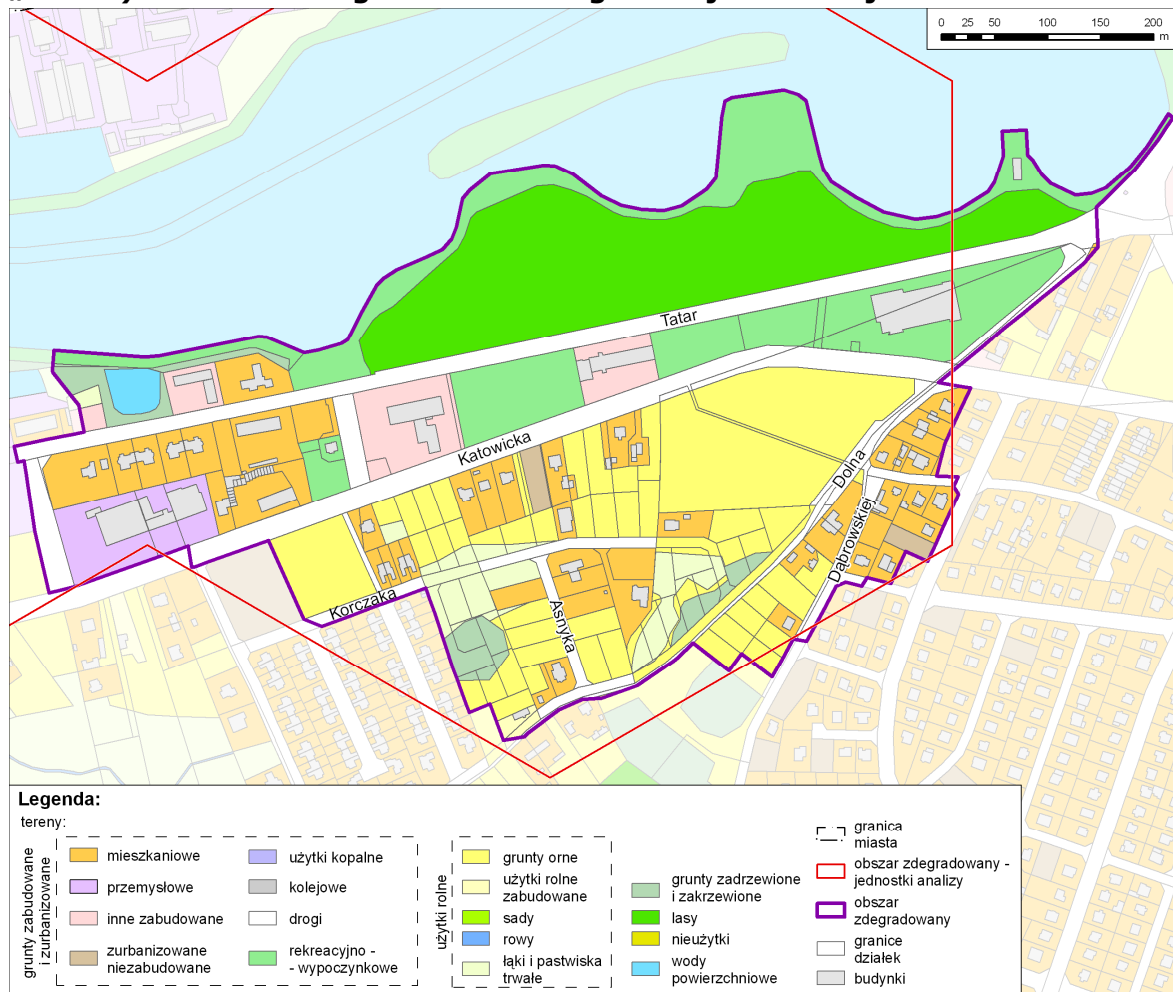 0 25 50 100 150 200
m
Tatar
Katowicka
Dolna
Dąbrowskiej
Korczaka
Asnyka
Legenda:
tereny:
grunty zabudowane
i zurbanizowane
mieszkaniowe
przemysłowe
inne zabudowane
zurbanizowane
niezabudowane
użytki kopalne
kolejowe
drogi
rekreacyjno -
- wypoczynkowe
użytki rolne
grunty orne
użytki rolne
zabudowane
sady
rowy
łąki i pastwiska
trwałe
grunty zadrzewione
i zakrzewione
lasy
nieużytki
wody
powierzchniowe
granica
miasta
obszar zdegradowany -
jednostki analizy
obszar
zdegradowany
granice
działek
budynki